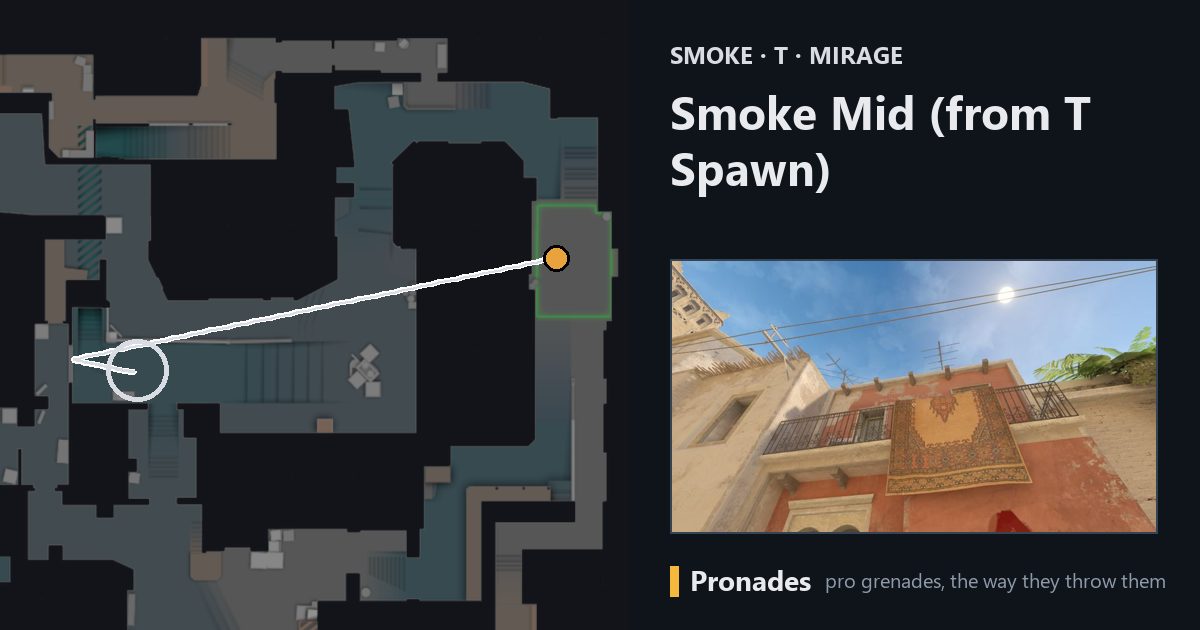 SMOKE · T · MIRAGE
Smoke Mid (from T
Spawn)
Pronades pro grenades, the way they throw them